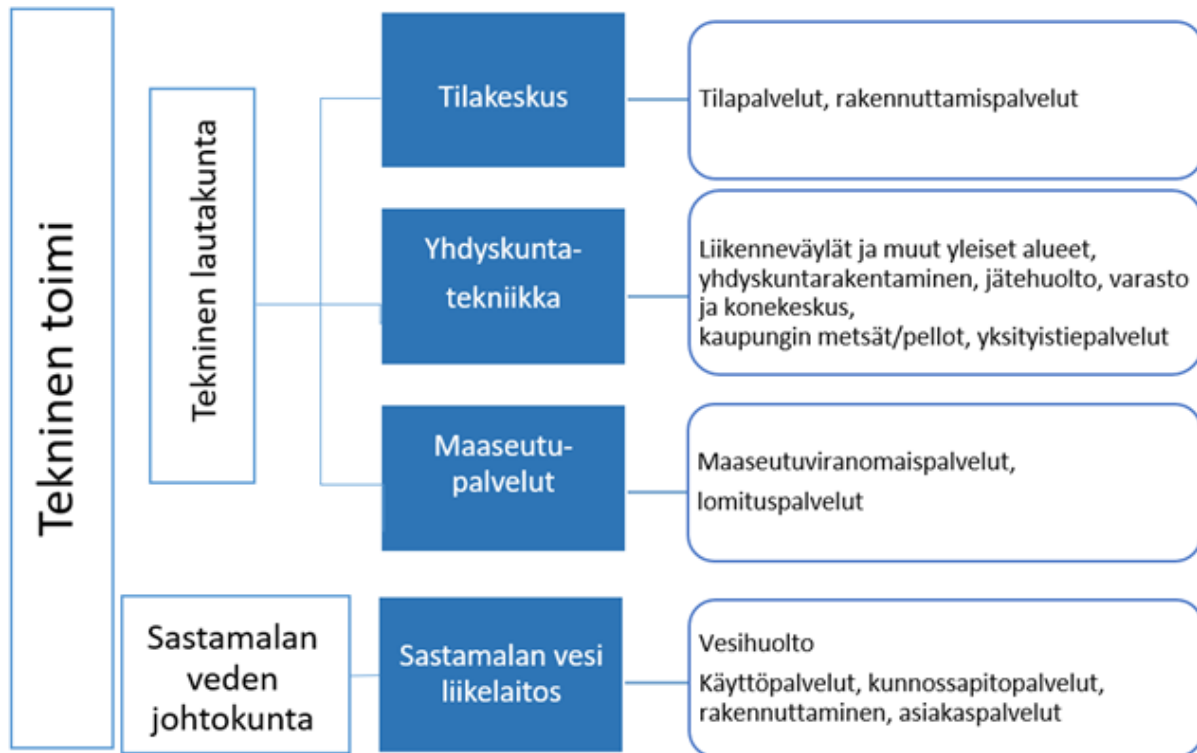 Tekninen toimi
Tekninen lautakunta
Tilakeskus
Tilapalvelut, rakennuttamispalvelut
Yhdyskunta-
tekniikka
Liikenneväylät ja muut yleiset alueet,
yhdyskuntarakentaminen, jätehuolto, varasto
ja konekeskus,
kaupungin metsät/pellot, yksityistiepalvelut
Maaseutu-
palvelut
Maaseutuviranomaispalvelut,
lomituspalvelut
Sastamalan
veden
johtokunta
Sastamalan vesi
liikelaitos
Vesihuolto
Käyttöpalvelut, kunnossapitopalvelut,
rakennuttaminen, asiakaspalvelut